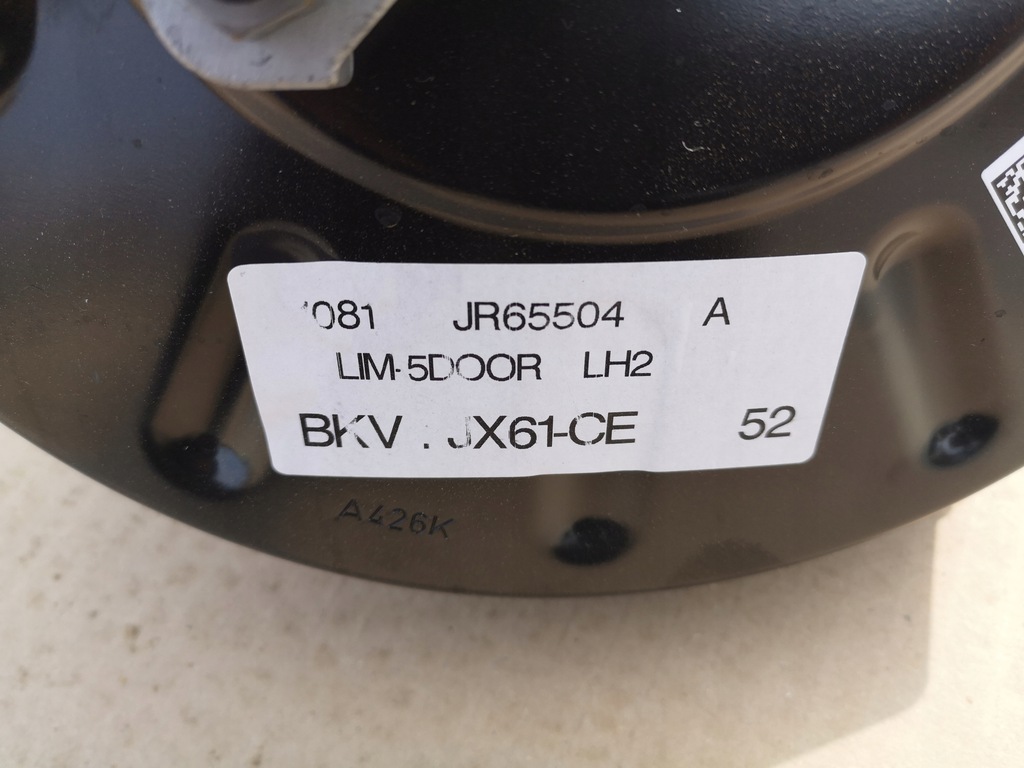 081 JR65504 A
LIM-5DOOR LH2
BKV . JX61-CE 52
A426K